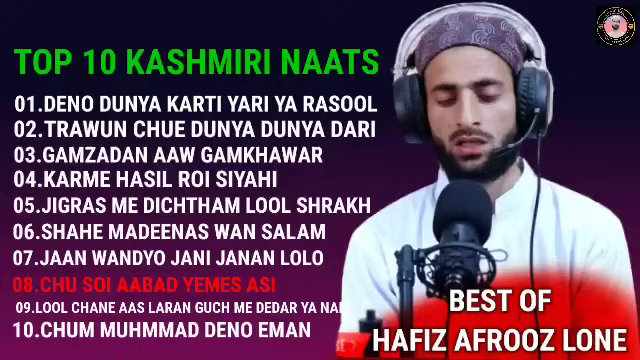 TOP 10 KASHMIRI NAATS
01.DENO DUNYA KARTI YARI YA RASOOL
02.TRAWUN CHUE DUNYA DUNYA DARI
03.GAMZADAN AAW GAMKHAWAR
04.KARME HASIL ROI SIYAHI
05.JIGRAS ME DICHTHAM LOOL SHRAKH
06.SHAHE MADEENAS WAN SALAM
07.JAAN WANDYO JANI JANAN LOLO
08.CHU SOI AABAD YEMES ASI
09.LOOL CHANE AAS LARAN GUCH ME DEDAR YA
10.CHUM MUHMMAD DENO EMAN
BEST OF
HAFIZ AFROOZ LONE